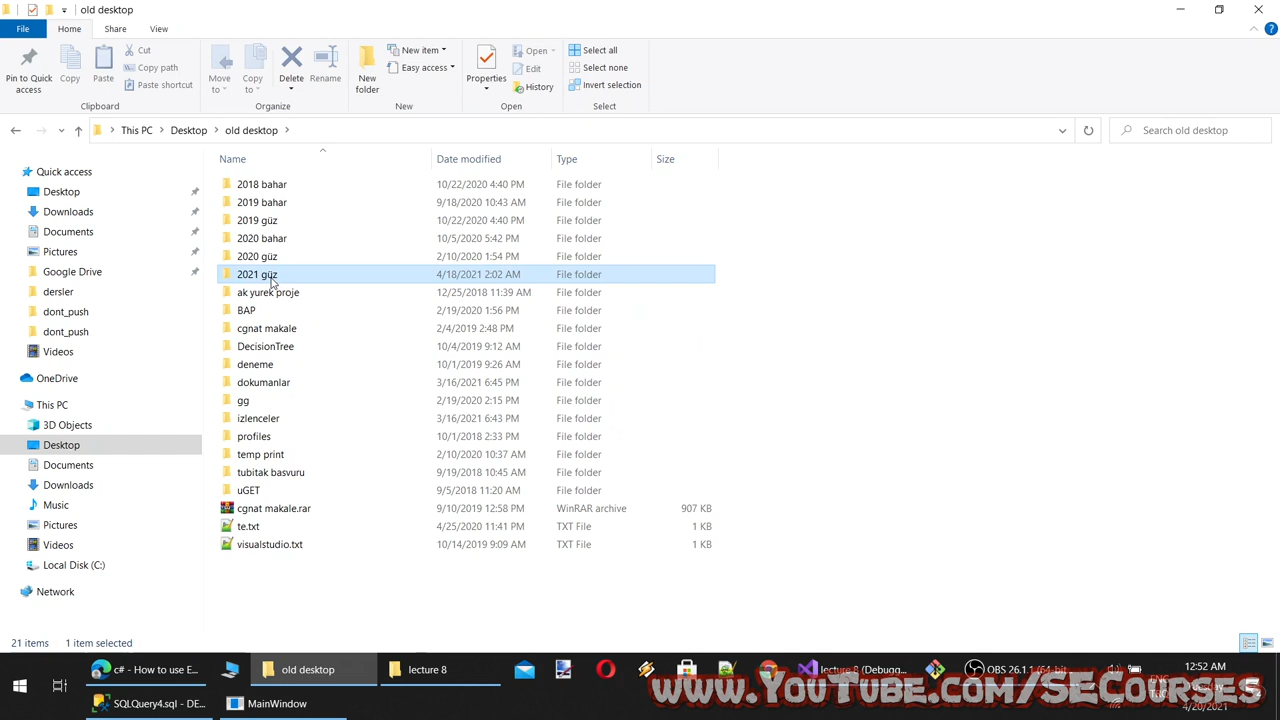 old desktop
File Home Share View
Pin to Quick access
Copy
Paste
Cut
Copy path
Paste shortcut
Clipboard
Move to
Copy to
Delete
Rename
Organize
New folder
New item
Easy access
New
Properties
Open
Edit
History
Open
Select all
Select none
Invert selection
Select
This PC > Desktop > old desktop >
Search old desktop
Name Date modified Type Size
Quick access
Desktop
Downloads
Documents
Pictures
Google Drive
dersler
dont_push
dont_push
Videos
OneDrive
This PC
3D Objects
Desktop
Documents
Downloads
Music
Pictures
Videos
Local Disk (C:)
Network
2018 bahar 10/22/2020 4:40 PM File folder
2019 bahar 9/18/2020 10:43 AM File folder
2019 güz 10/22/2020 4:40 PM File folder
2020 bahar 10/5/2020 5:42 PM File folder
2020 güz 2/10/2020 1:54 PM File folder
2021 güz 4/18/2021 2:02 AM File folder
ak yurek proje 12/25/2018 11:39 AM File folder
BAP 2/19/2020 1:56 PM File folder
cgnat makale 2/4/2019 2:48 PM File folder
DecisionTree 10/4/2019 9:12 AM File folder
deneme 10/1/2019 9:26 AM File folder
dokumanlar 3/16/2021 6:45 PM File folder
gg 2/19/2020 2:15 PM File folder
izlenceler 3/16/2021 6:43 PM File folder
profiles 10/1/2018 2:33 PM File folder
temp print 2/10/2020 10:37 AM File folder
tubitak basvuru 9/19/2018 10:45 AM File folder
uGET 9/5/2018 11:20 AM File folder
cgnat makale.rar 9/10/2019 12:58 PM WinRAR archive 907 KB
te.txt 4/25/2020 11:41 PM TXT File 1 KB
visualstudio.txt 10/14/2019 9:09 AM TXT File 1 KB
21 items 1 item selected
c# - How to use E...
old desktop
lecture 8
lecture 8 (Debugg...
OBS 26.1.1 (64-bit...
12:52 AM
SQLQuery4.sql - DE...
MainWindow
4/20/2021
www.YouTube.com/SECourses